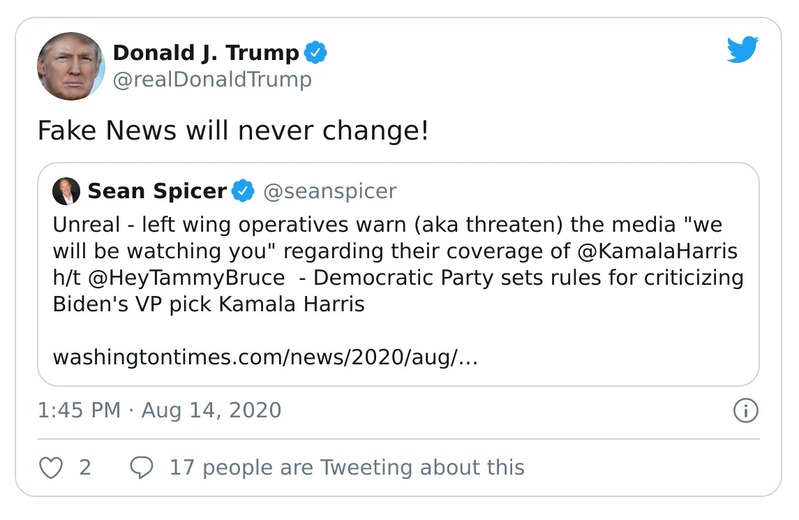 Donald J. Trump
@realDonaldTrump
Fake News will never change!
Sean Spicer @seanspicer
Unreal - left wing operatives warn (aka threaten) the media "we
will be watching you" regarding their coverage of @KamalaHarris
h/t @HeyTammyBruce  - Democratic Party sets rules for criticizing
Biden's VP pick Kamala Harris
washingtontimes.com/news/2020/aug/…
1:45 PM · Aug 14, 2020
2 17 people are Tweeting about this